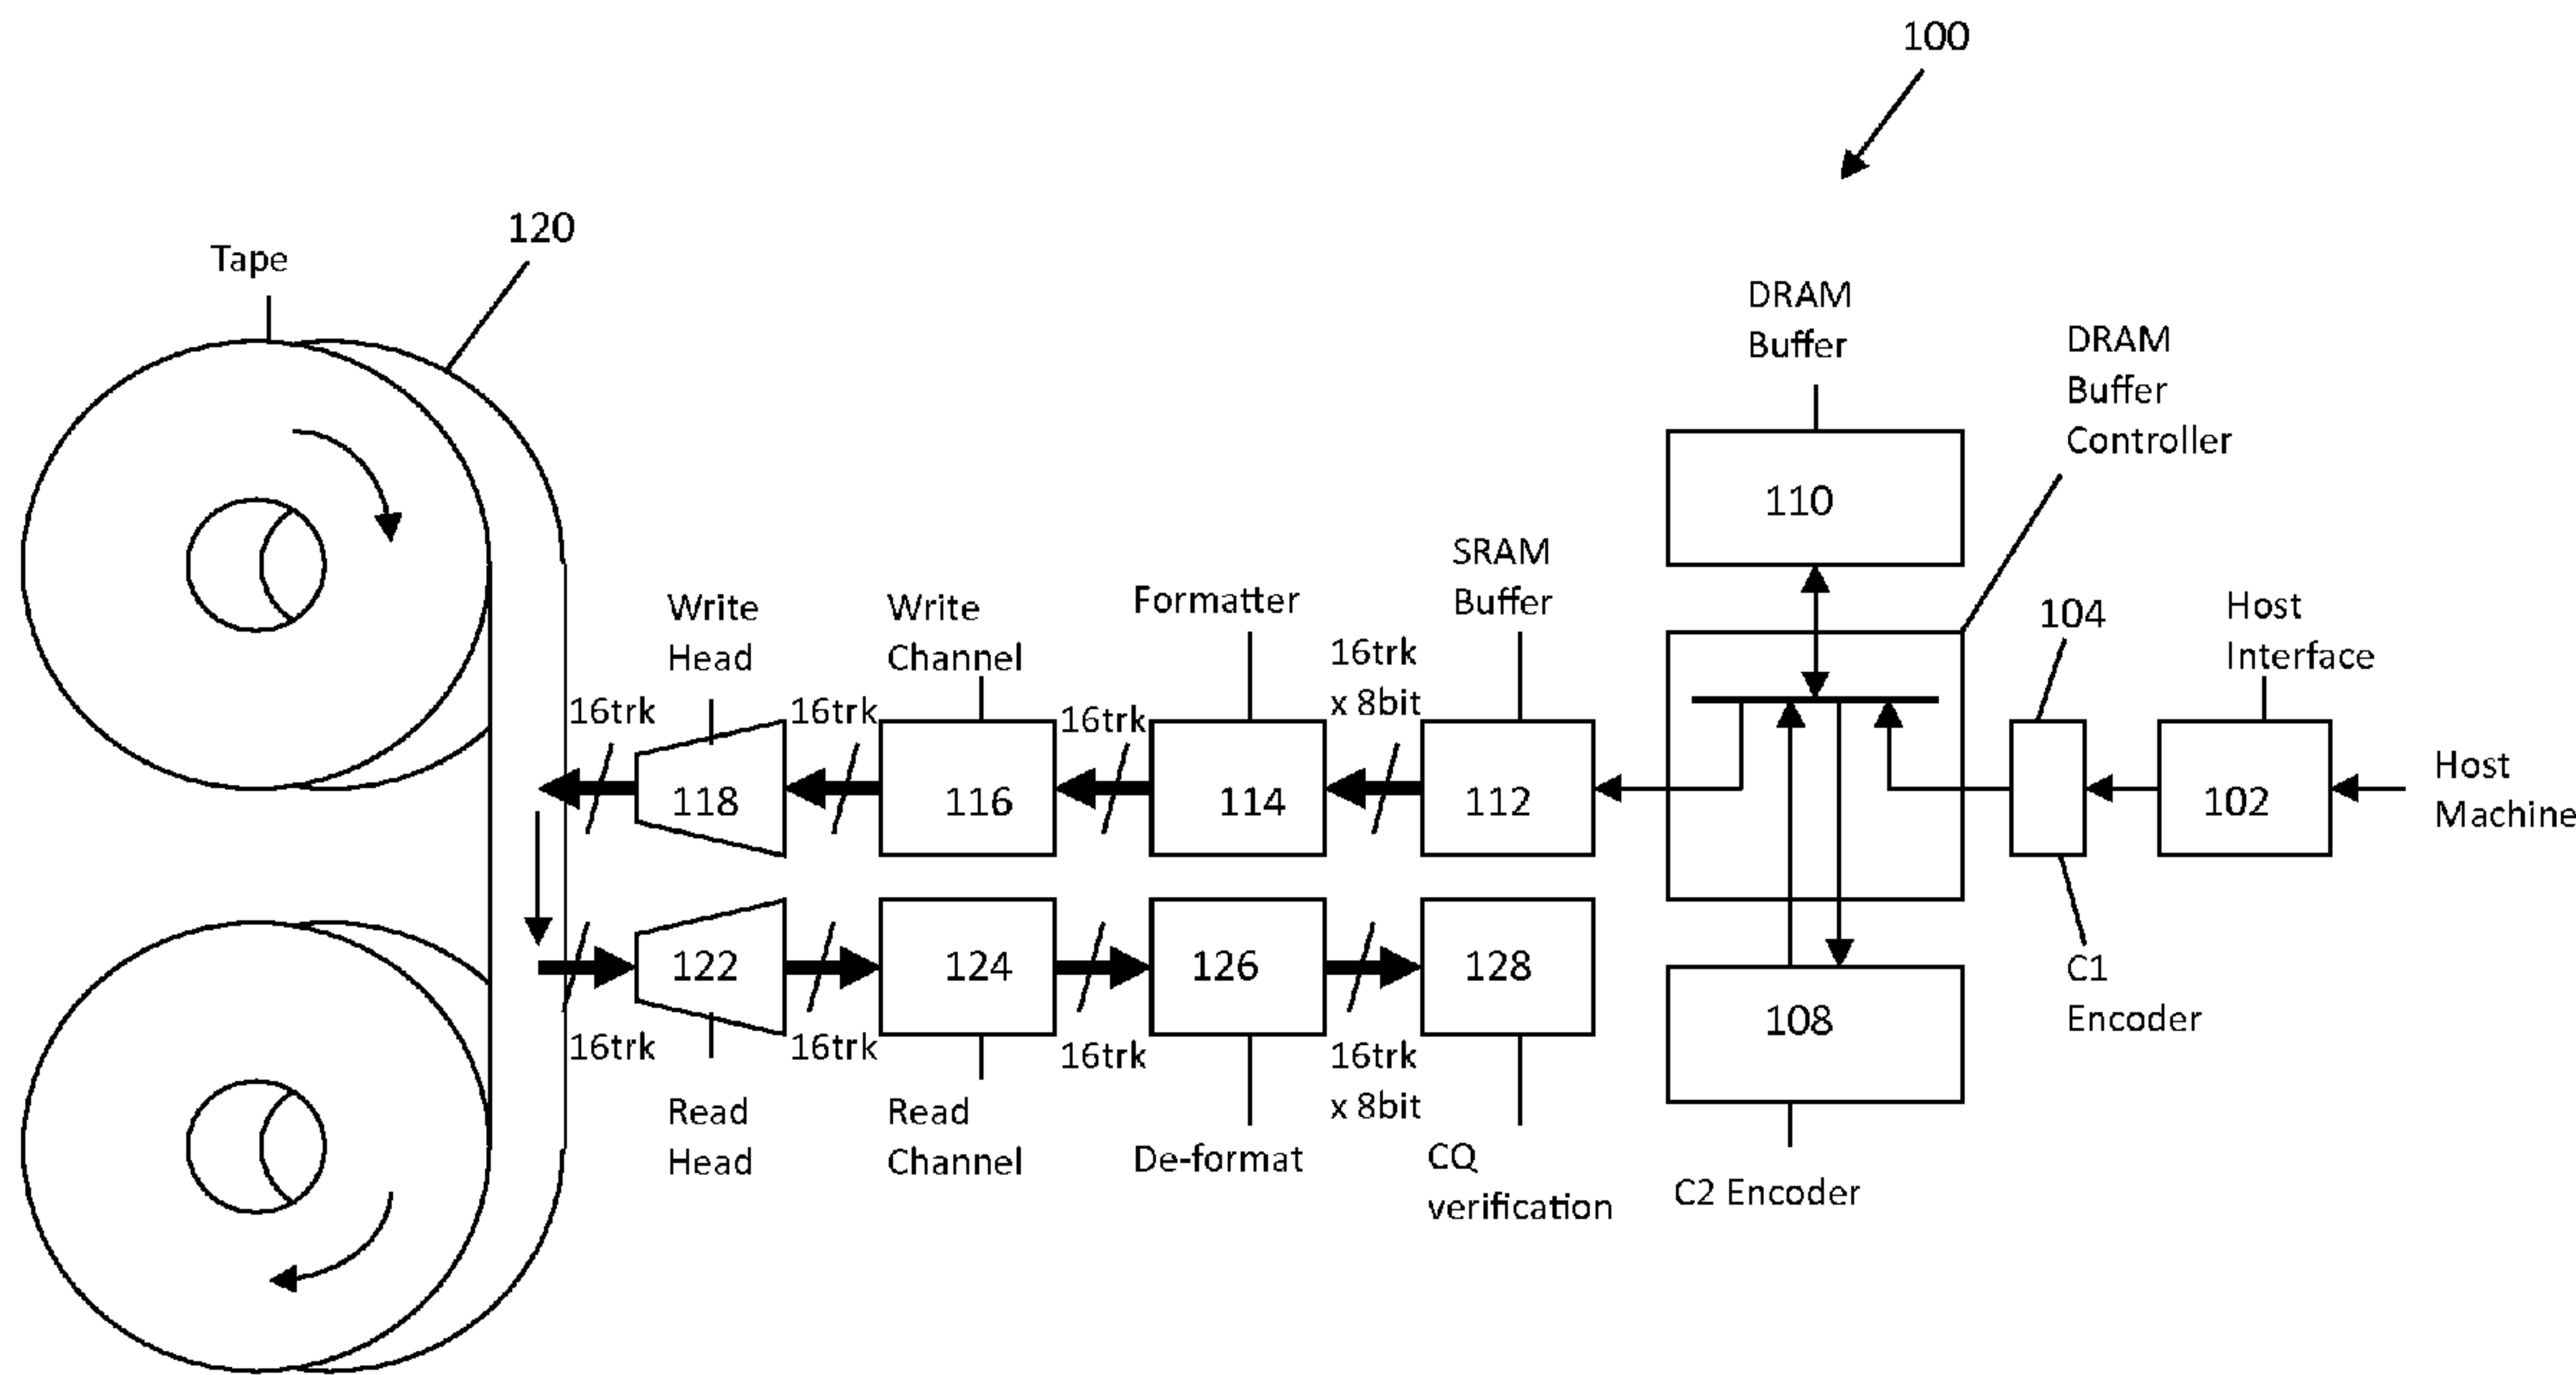 100
120
Tape
DRAM
Buffer
DRAM
Buffer
Controller
110
SRAM
Buffer
104
Host
Interface
Write
Head
Write
Channel
Formatter
16trk
x 8bit
16trk
16trk
16trk
118
116
114
112
102
Host
Machine
122
124
126
128
108
C1
Encoder
16trk
16trk
16trk
16trk
x 8bit
Read
Head
Read
Channel
De-format
CQ
verification
C2 Encoder